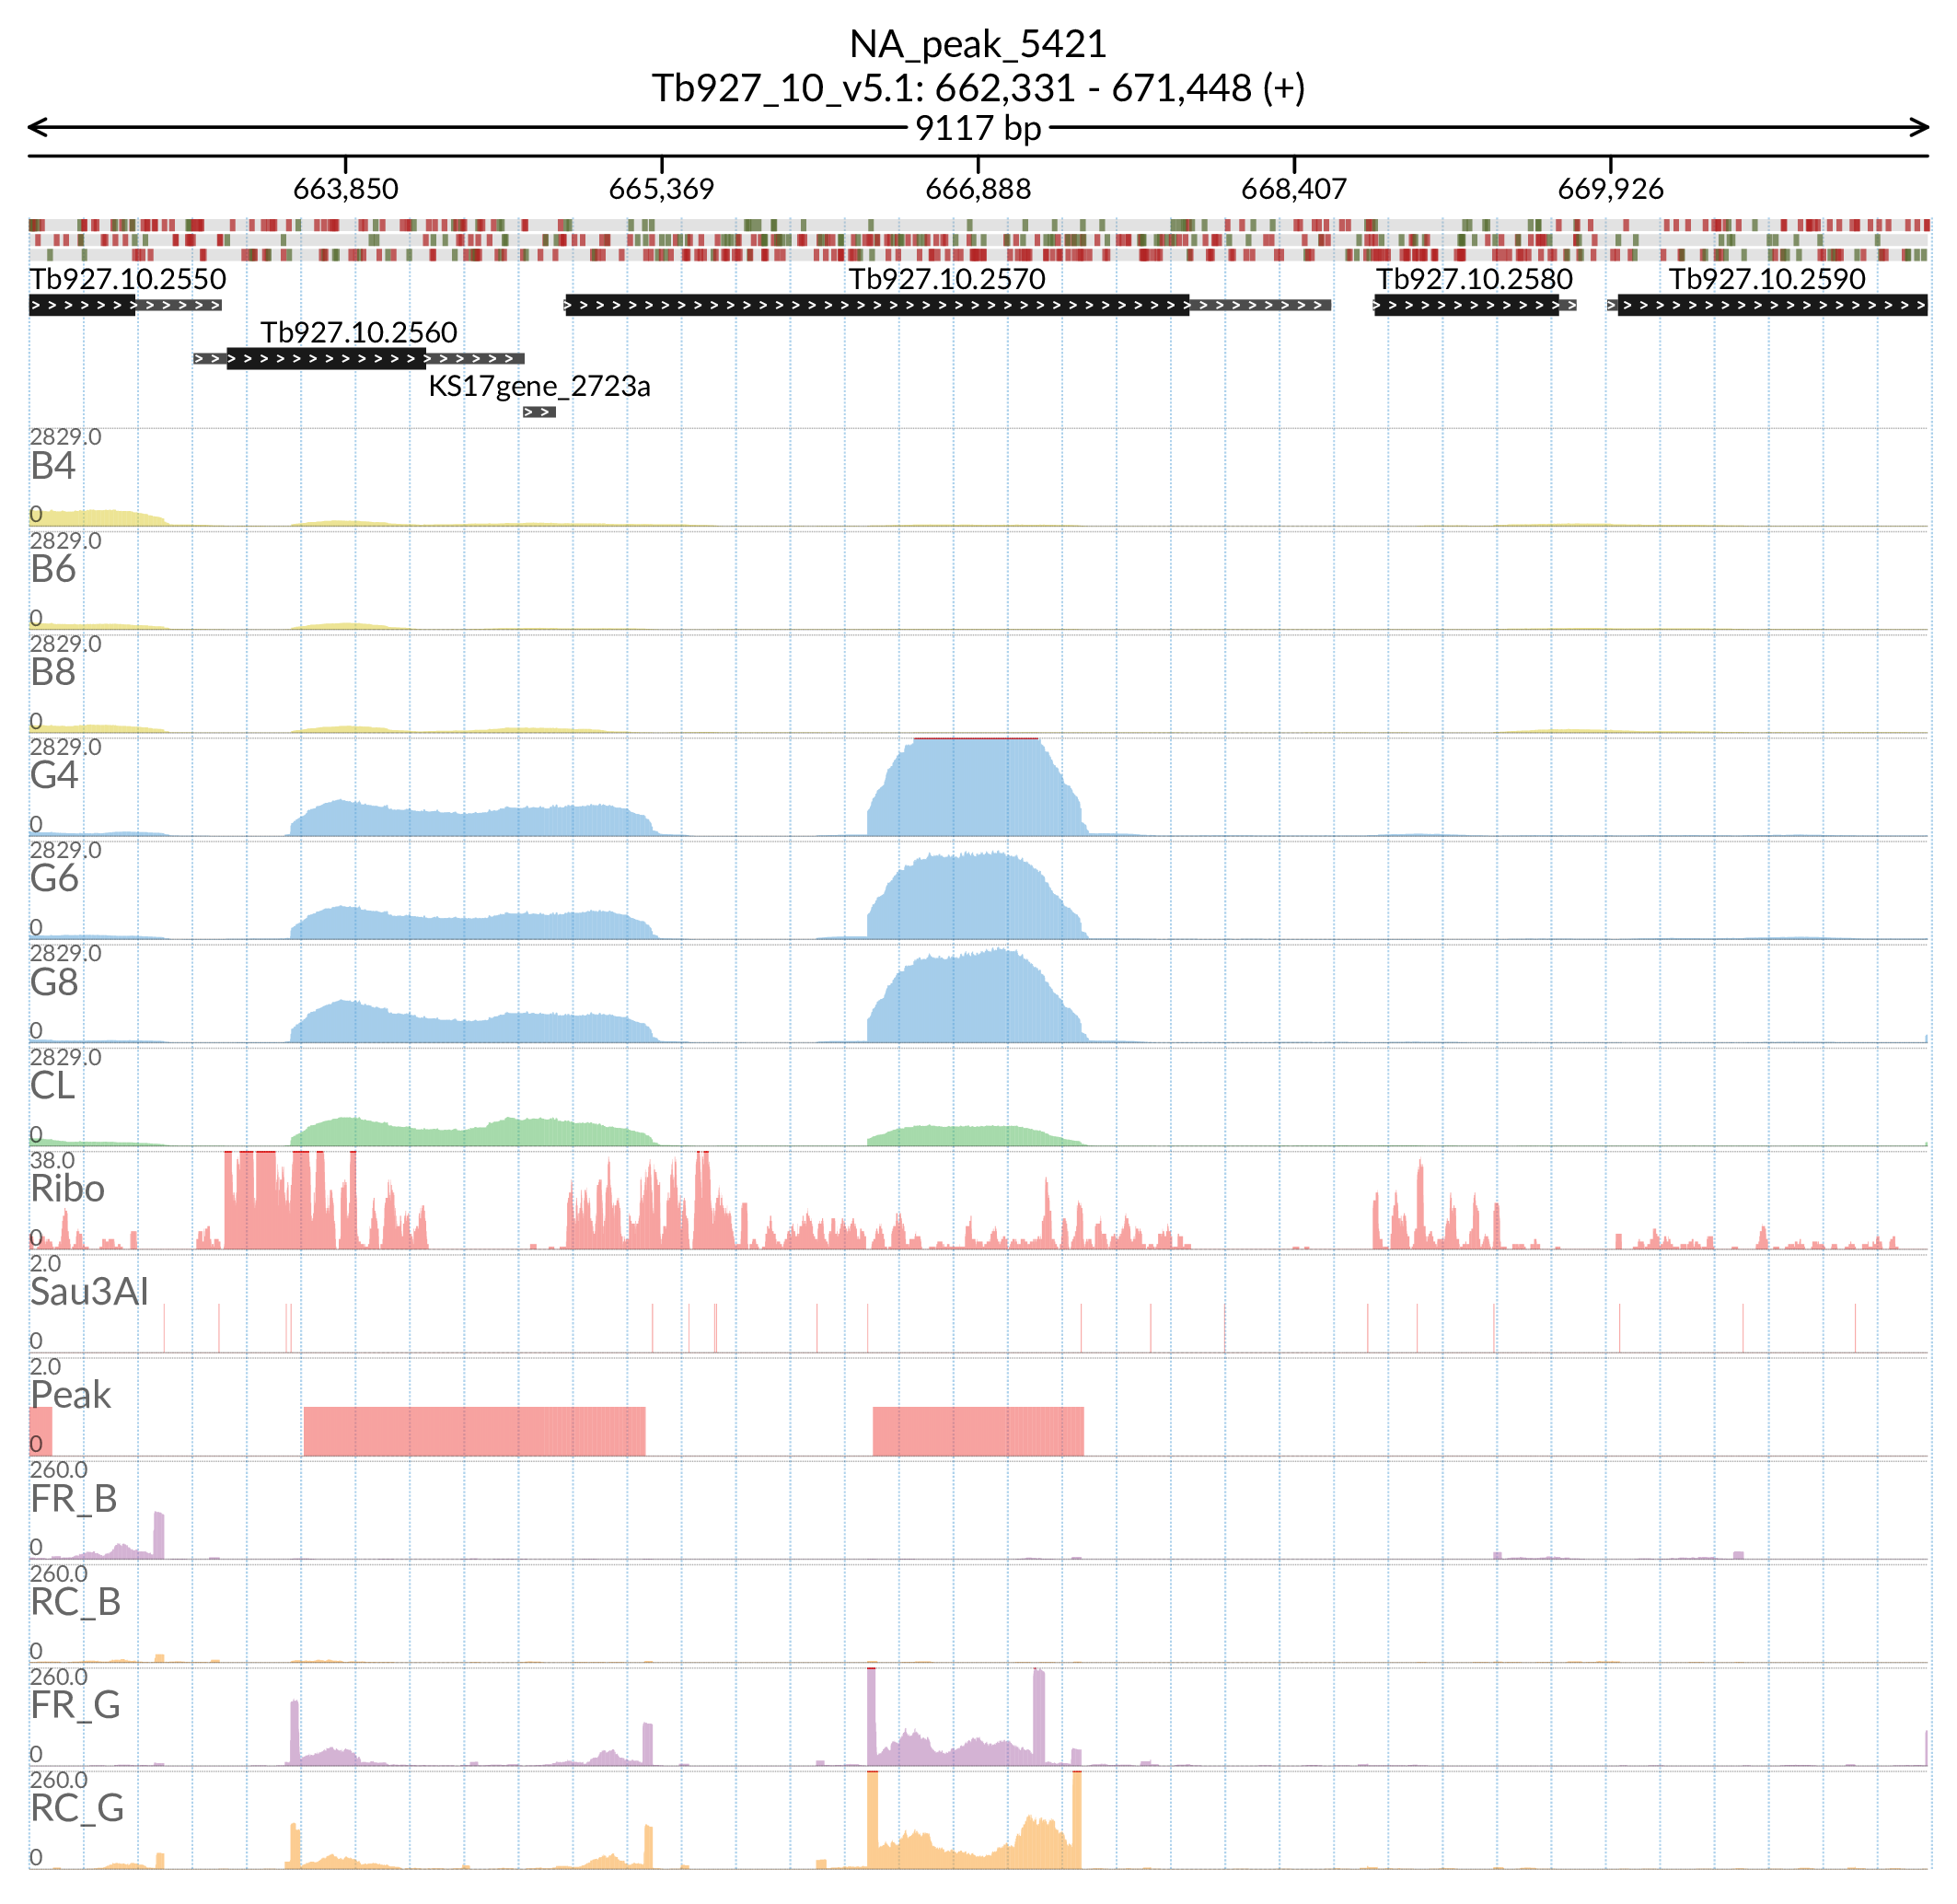 NA_peak_5421
Tb927_10_v5.1: 662,331 - 671,448 (+)
9117 bp
663,850 665,369 666,888 668,407 669,926
Tb927.10.2550 Tb927.10.2570 Tb927.10.2580 Tb927.10.2590
Tb927.10.2560
KS17gene_2723a
2829.0
B4
0
2829.0
B6
0
2829.0
B8
0
2829.0
G4
0
2829.0
G6
0
2829.0
G8
0
2829.0
CL
0
38.0
Ribo
0
2.0
Sau3AI
0
2.0
Peak
0
260.0
FR_B
0
260.0
RC_B
0
260.0
FR_G
0
260.0
RC_G
0